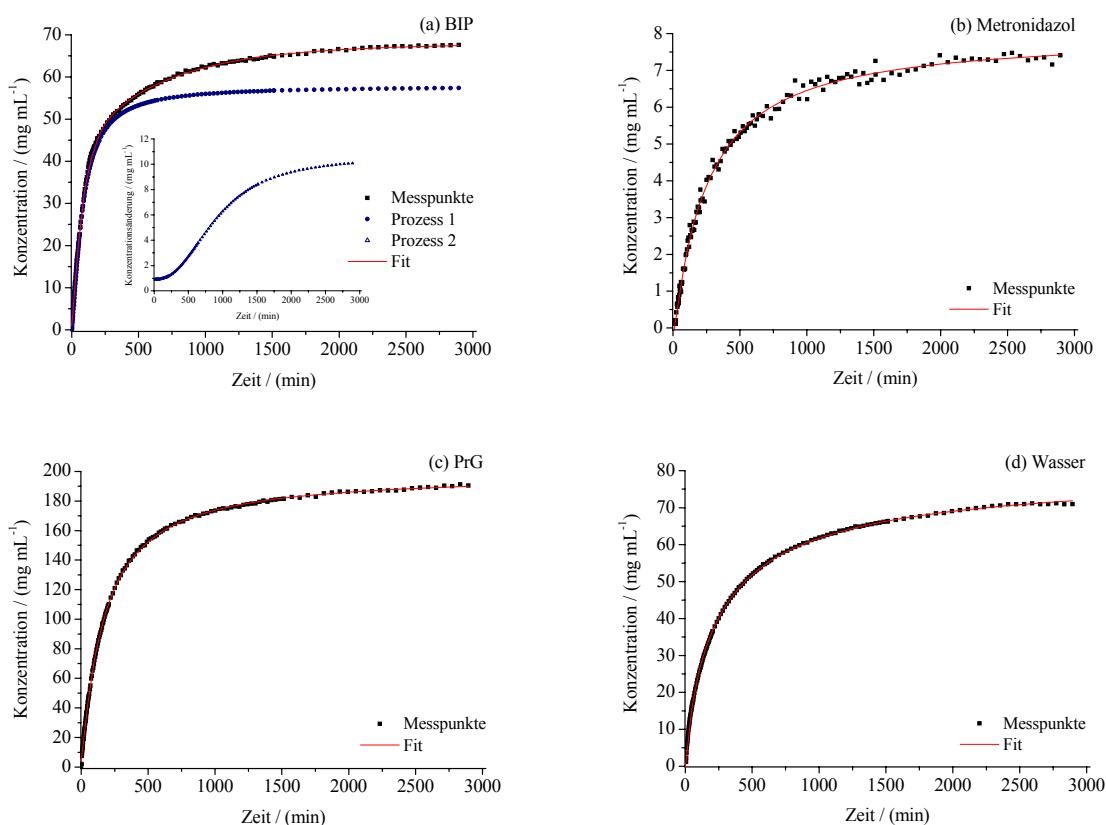 (a) BIP
Konzentration / (mg mL⁻¹)
80
70
60
50
40
30
20
10
0
0 500 1000 1500 2000 2500 3000
Zeit / (min)
Konzentrationsänderung / (mg mL⁻¹)
12
10
8
6
4
2
0
0 500 1000 1500 2000 2500 3000
Zeit / (min)
Messpunkte
Prozess 1
Prozess 2
Fit
(b) Metronidazol
Konzentration / (mg mL⁻¹)
8
7
6
5
4
3
2
1
0
0 500 1000 1500 2000 2500 3000
Zeit / (min)
Messpunkte
Fit
(c) PrG
Konzentration / (mg mL⁻¹)
200
180
160
140
120
100
80
60
40
20
0
0 500 1000 1500 2000 2500 3000
Zeit / (min)
Messpunkte
Fit
(d) Wasser
Konzentration / (mg mL⁻¹)
80
70
60
50
40
30
20
10
0
0 500 1000 1500 2000 2500 3000
Zeit / (min)
Messpunkte
Fit